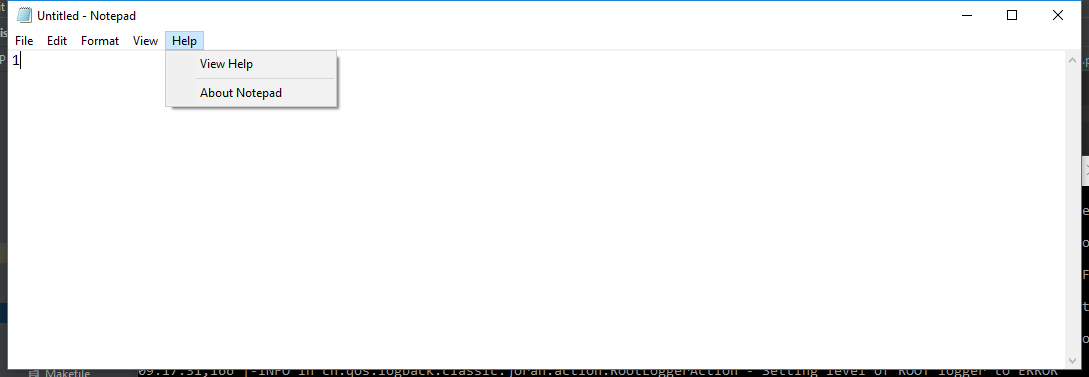 Untitled - Notepad
File Edit Format View Help
1
View Help
About Notepad
Makefile
09:17:31,166 |-INFO in ch.qos.logback.classic.joran.action.RootLoggerAction - Setting level of ROOT logger to ERROR